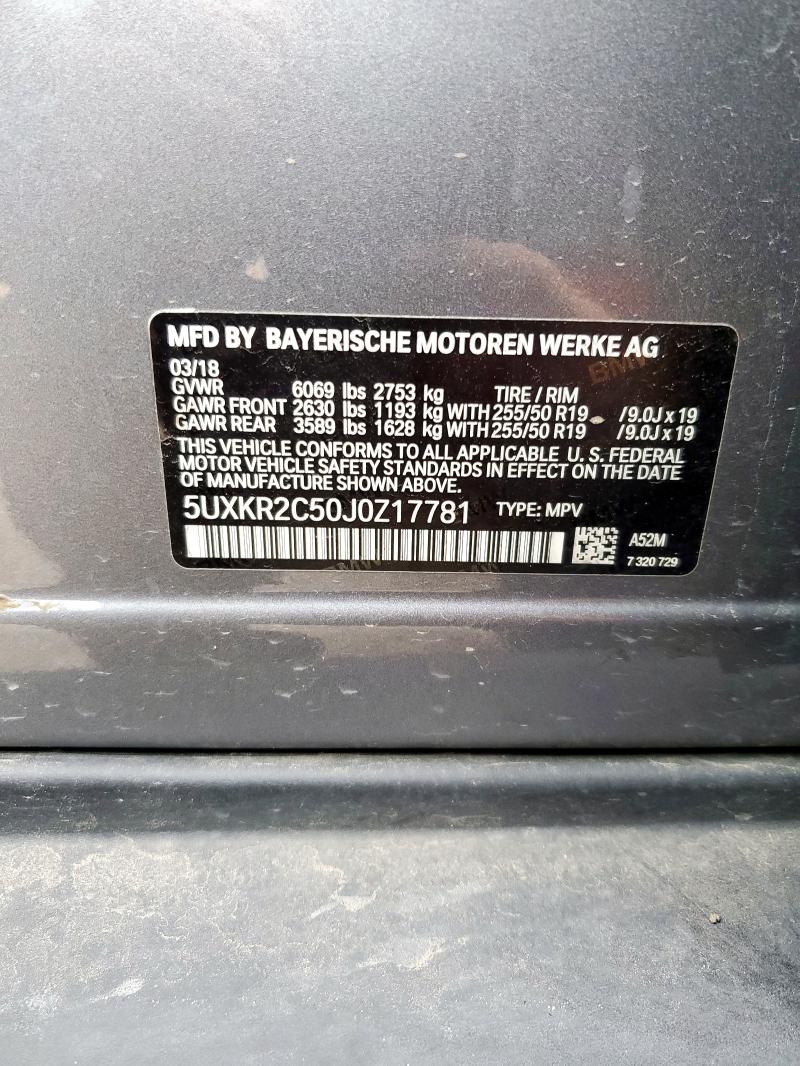 MFD BY BAYERISCHE MOTOREN WERKE AG
03/18
GVWR 6069 lbs 2753 kg TIRE / RIM
GAWR FRONT 2630 lbs 1193 kg WITH 255/50 R19 /9.0J x 19
GAWR REAR 3589 lbs 1628 kg WITH 255/50 R19 /9.0J x 19
THIS VEHICLE CONFORMS TO ALL APPLICABLE U. S. FEDERAL
MOTOR VEHICLE SAFETY STANDARDS IN EFFECT ON THE DATE
OF MANUFACTURE SHOWN ABOVE.
5UXKR2C50J0Z17781 TYPE: MPV
A52M
7 320 729